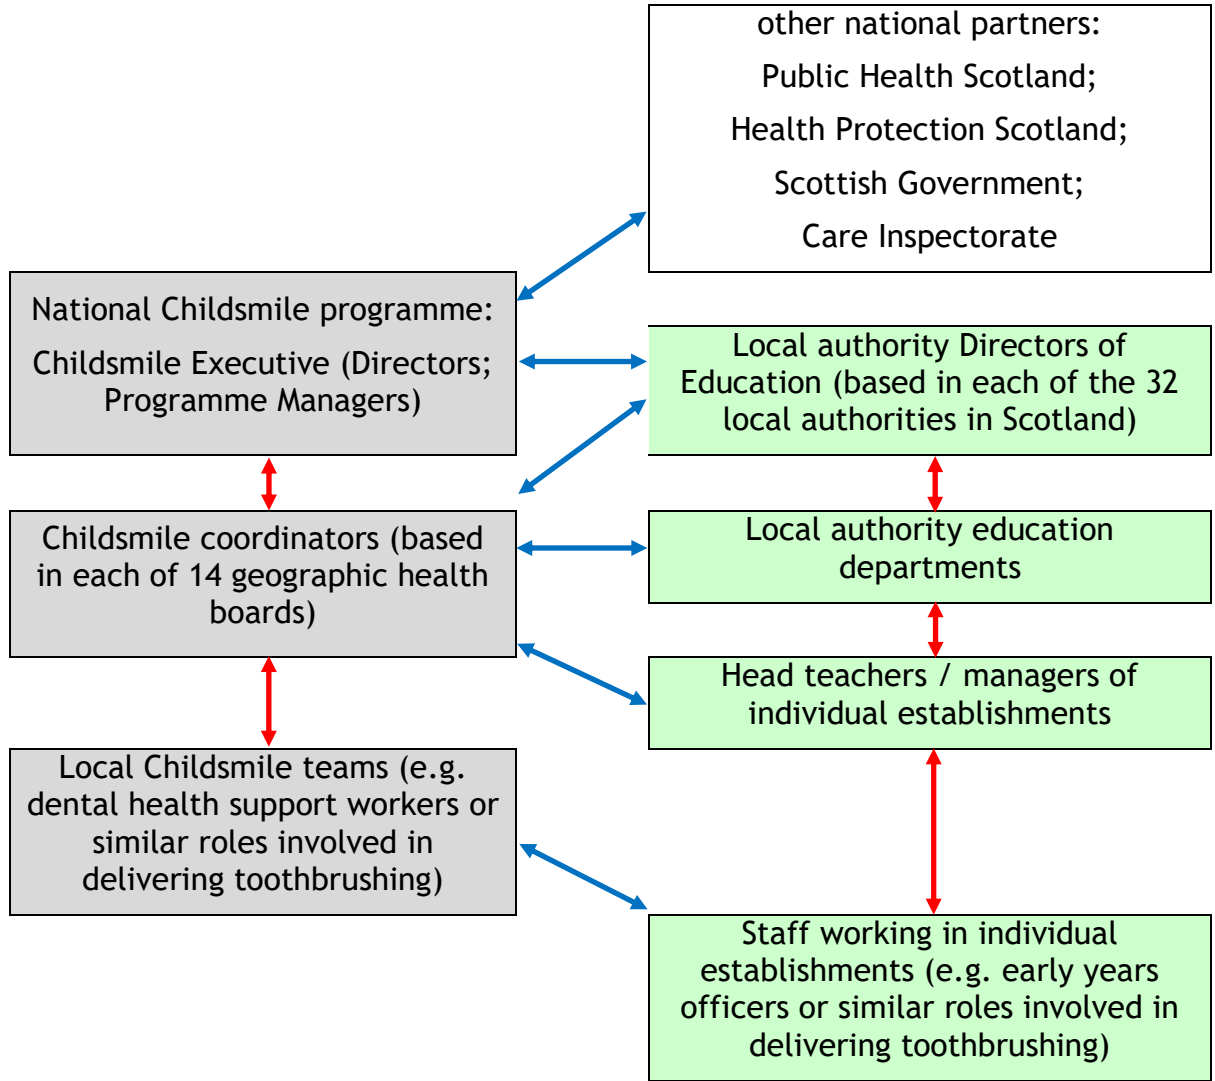 other national partners:
Public Health Scotland;
Health Protection Scotland;
Scottish Government;
Care Inspectorate
National Childsmile programme:
Childsmile Executive (Directors;
Programme Managers)
Local authority Directors of
Education (based in each of the 32
local authorities in Scotland)
Childsmile coordinators (based
in each of 14 geographic health
boards)
Local authority education
departments
Head teachers / managers of
individual establishments
Local Childsmile teams (e.g.
dental health support workers or
similar roles involved in
delivering toothbrushing)
Staff working in individual
establishments (e.g. early years
officers or similar roles involved in
delivering toothbrushing)